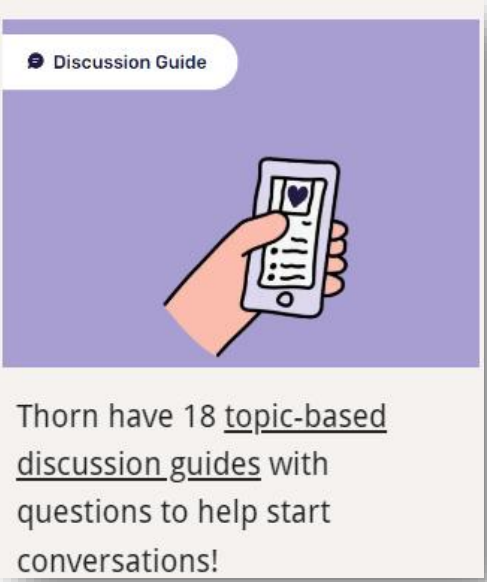 Discussion Guide
Thorn have 18 topic-based
discussion guides with
questions to help start
conversations!